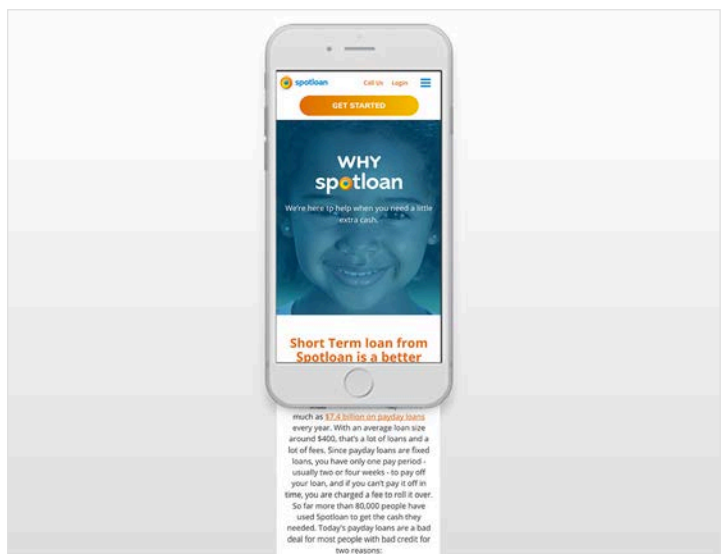 spotloan Call Us Login
GET STARTED
WHY
spotloan
We're here to help when you need a little
extra cash.
Short Term loan from
Spotloan is a better
much as $7.4 billion on payday loans
every year. With an average loan size
around $400, that's a lot of loans and a
lot of fees. Since payday loans are fixed
loans, you have only one pay period -
usually two or four weeks - to pay off
your loan, and if you can't pay it off in
time, you are charged a fee to roll it over.
So far more than 80,000 people have
used Spotloan to get the cash they
needed. Today's payday loans are a bad
deal for most people with bad credit for
two reasons: